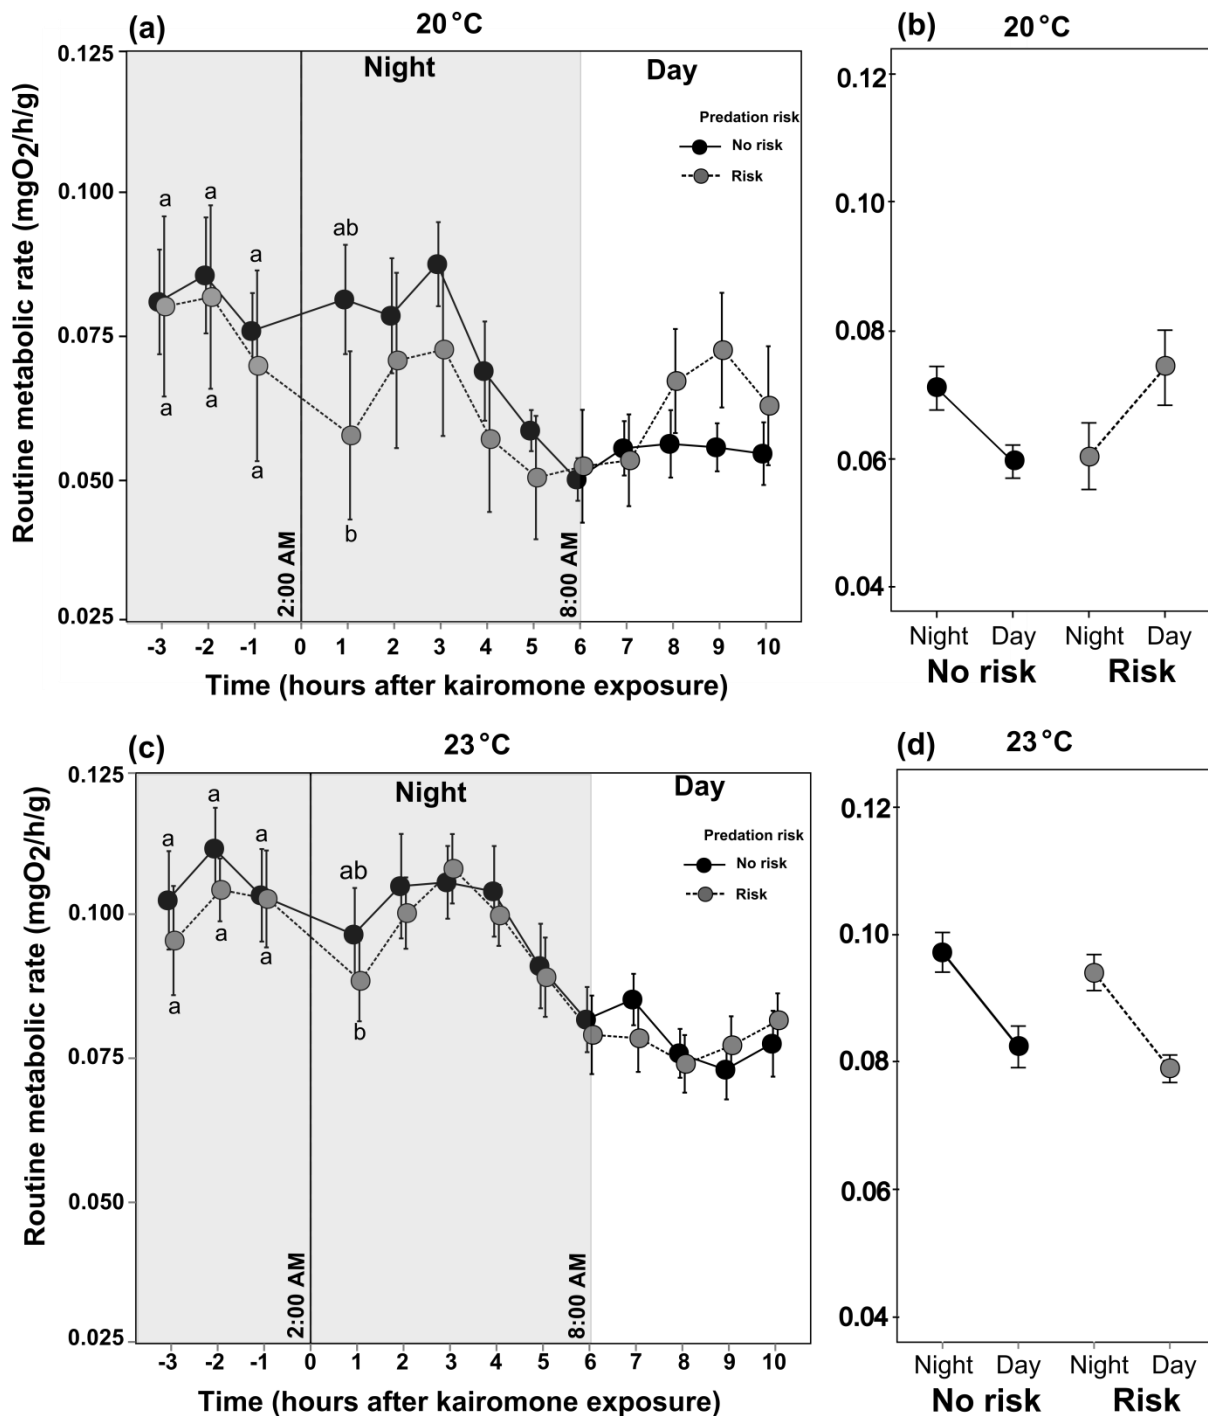 (a)
20 °C
Night
Day
Predation risk
No risk
Risk
0.125
0.100
0.075
0.050
0.025
Routine metabolic rate (mgO2/h/g)
a
a
a
ab
a
a
a
b
2:00 AM
8:00 AM
-3 -2 -1 0 1 2 3 4 5 6 7 8 9 10
Time (hours after kairomone exposure)
(b)
20 °C
0.12
0.10
0.08
0.06
0.04
Night Day Night Day
No risk Risk
(c)
23 °C
Night
Day
Predation risk
No risk
Risk
0.125
0.100
0.075
0.050
0.025
Routine metabolic rate (mgO2/h/g)
a
a
a
ab
a
a
a
b
2:00 AM
8:00 AM
-3 -2 -1 0 1 2 3 4 5 6 7 8 9 10
Time (hours after kairomone exposure)
(d)
23 °C
0.12
0.10
0.08
0.06
0.04
Night Day Night Day
No risk Risk